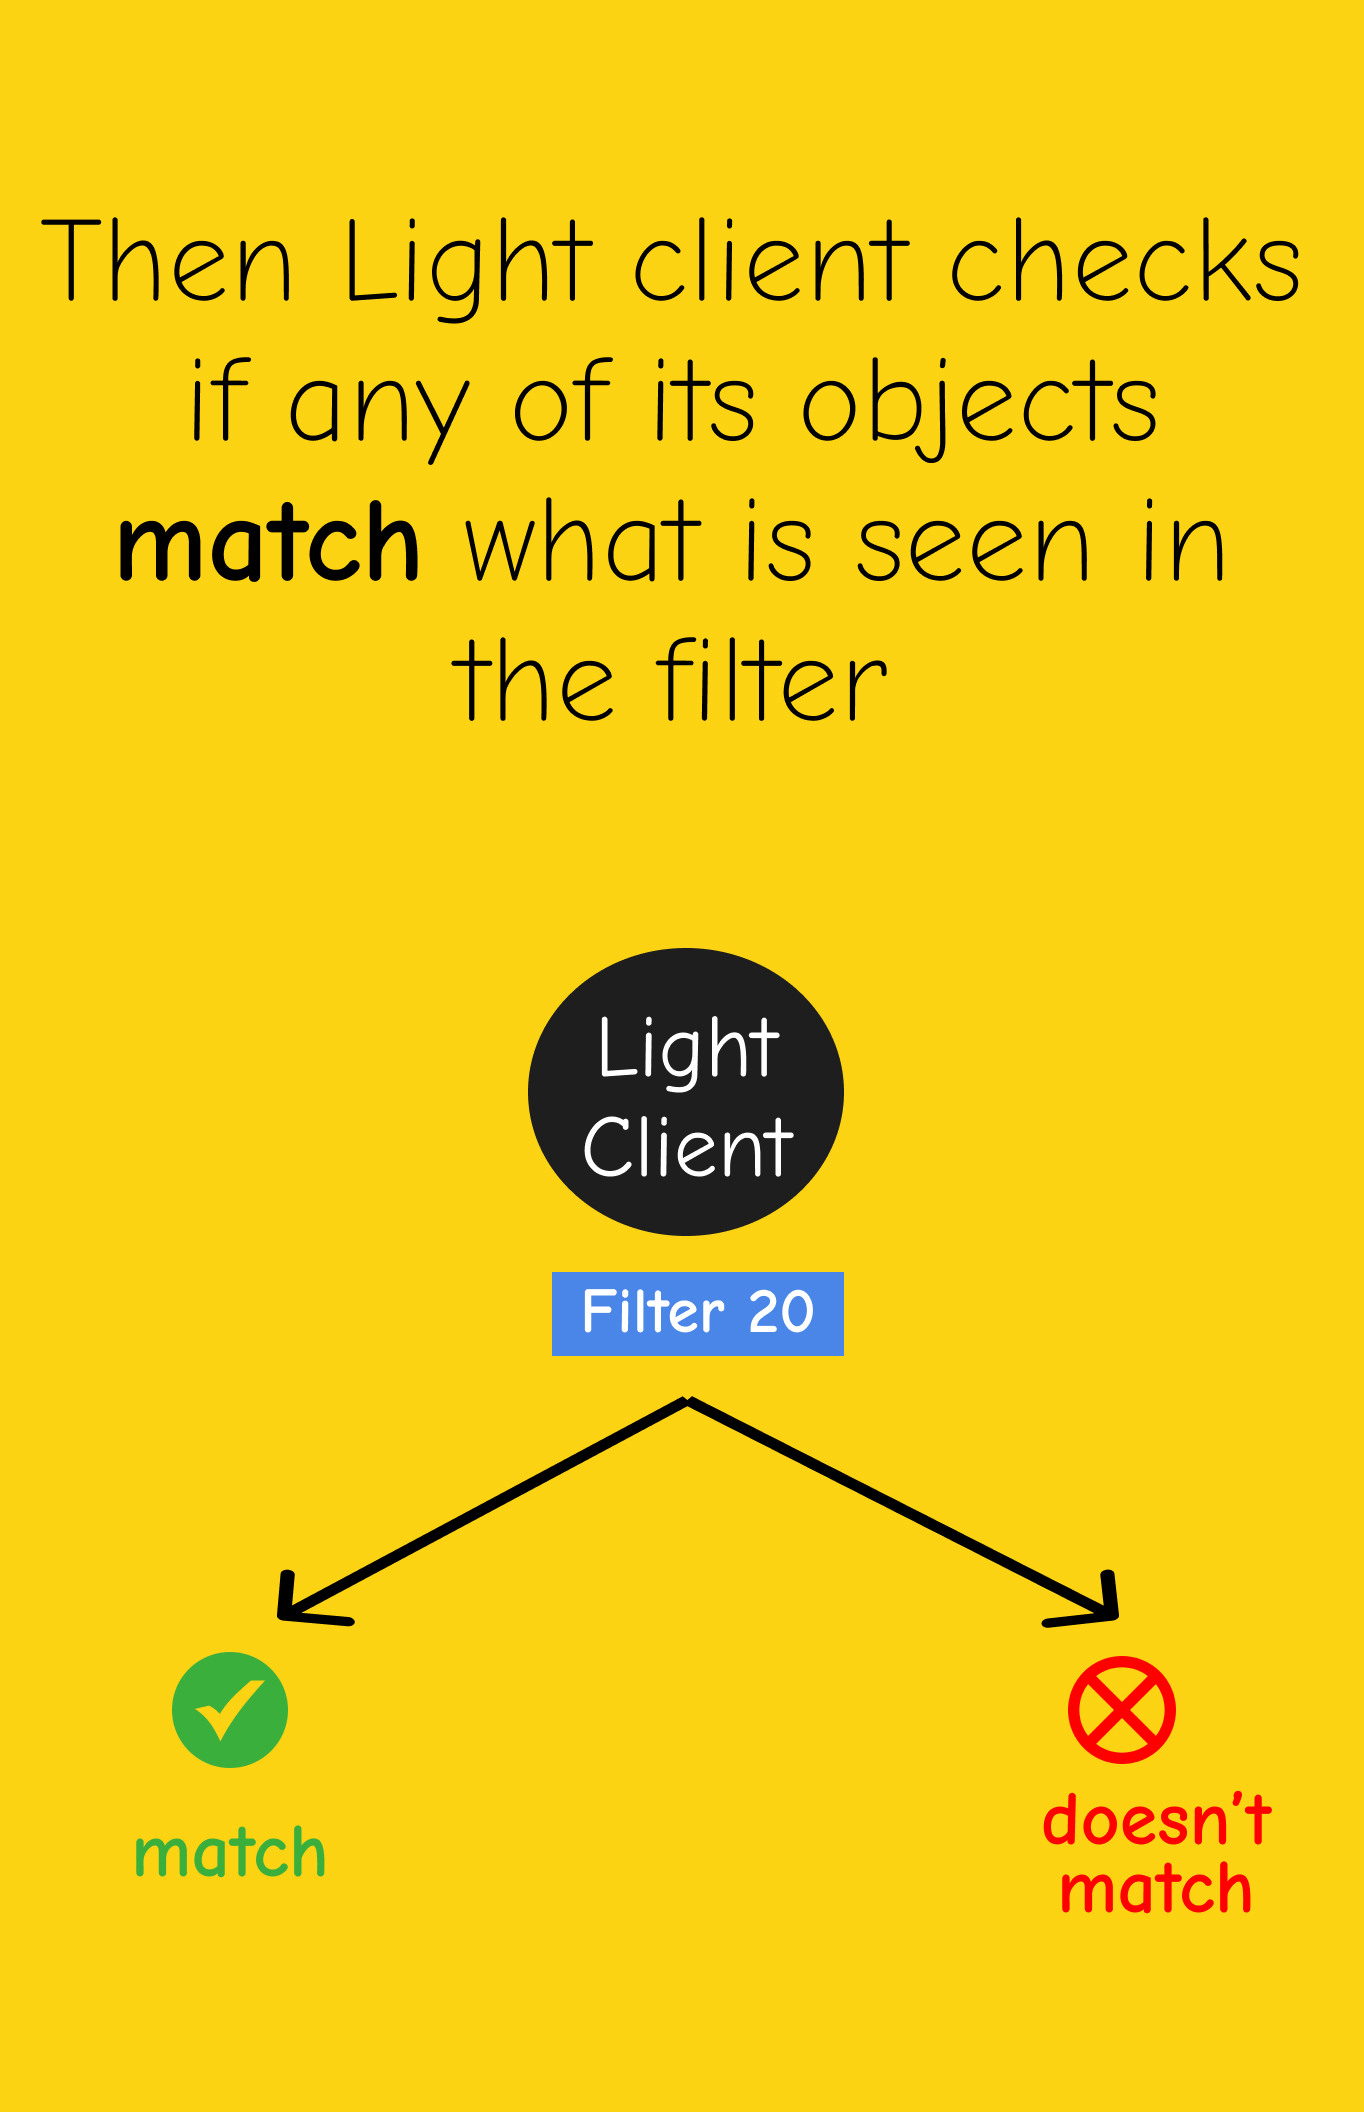 Then Light client checks
if any of its objects
match what is seen in
the filter
Light
Client
Filter 20
match
doesn't
match